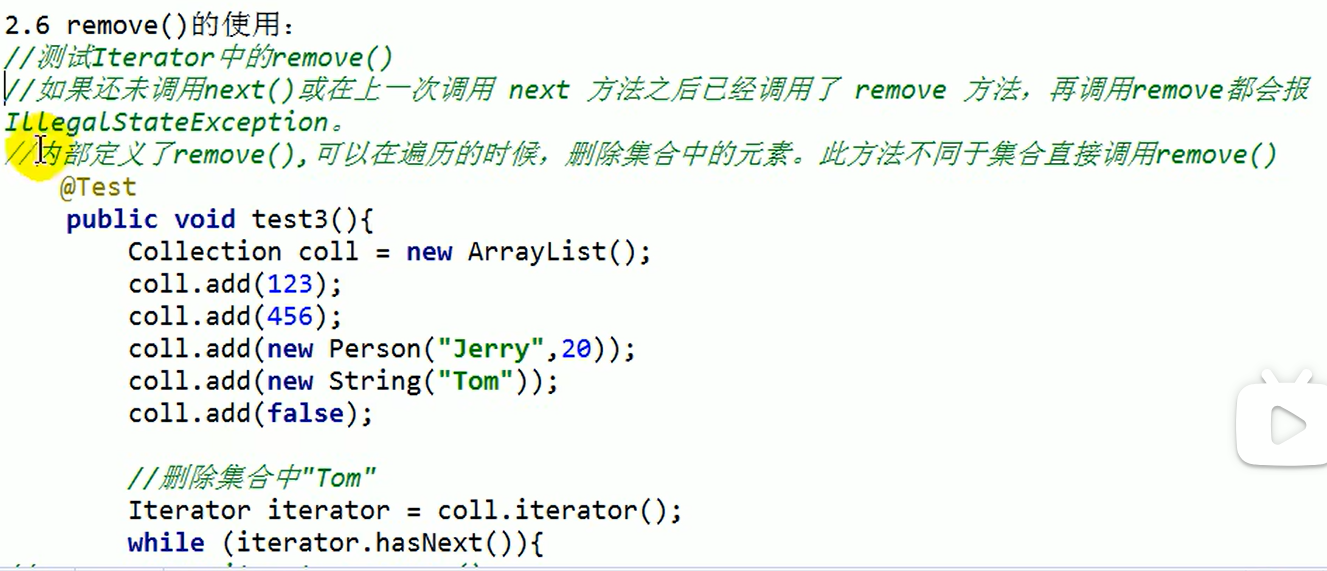 2.6 remove()的使用：
//测试Iterator中的remove()
//如果还未调用next()或在上一次调用 next 方法之后已经调用了 remove 方法，再调用remove都会报
IllegalStateException。
//内部定义了remove(),可以在遍历的时候，删除集合中的元素。此方法不同于集合直接调用remove()
@Test
public void test3(){
Collection coll = new ArrayList();
coll.add(123);
coll.add(456);
coll.add(new Person("Jerry",20));
coll.add(new String("Tom"));
coll.add(false);
//删除集合中"Tom"
Iterator iterator = coll.iterator();
while (iterator.hasNext()){